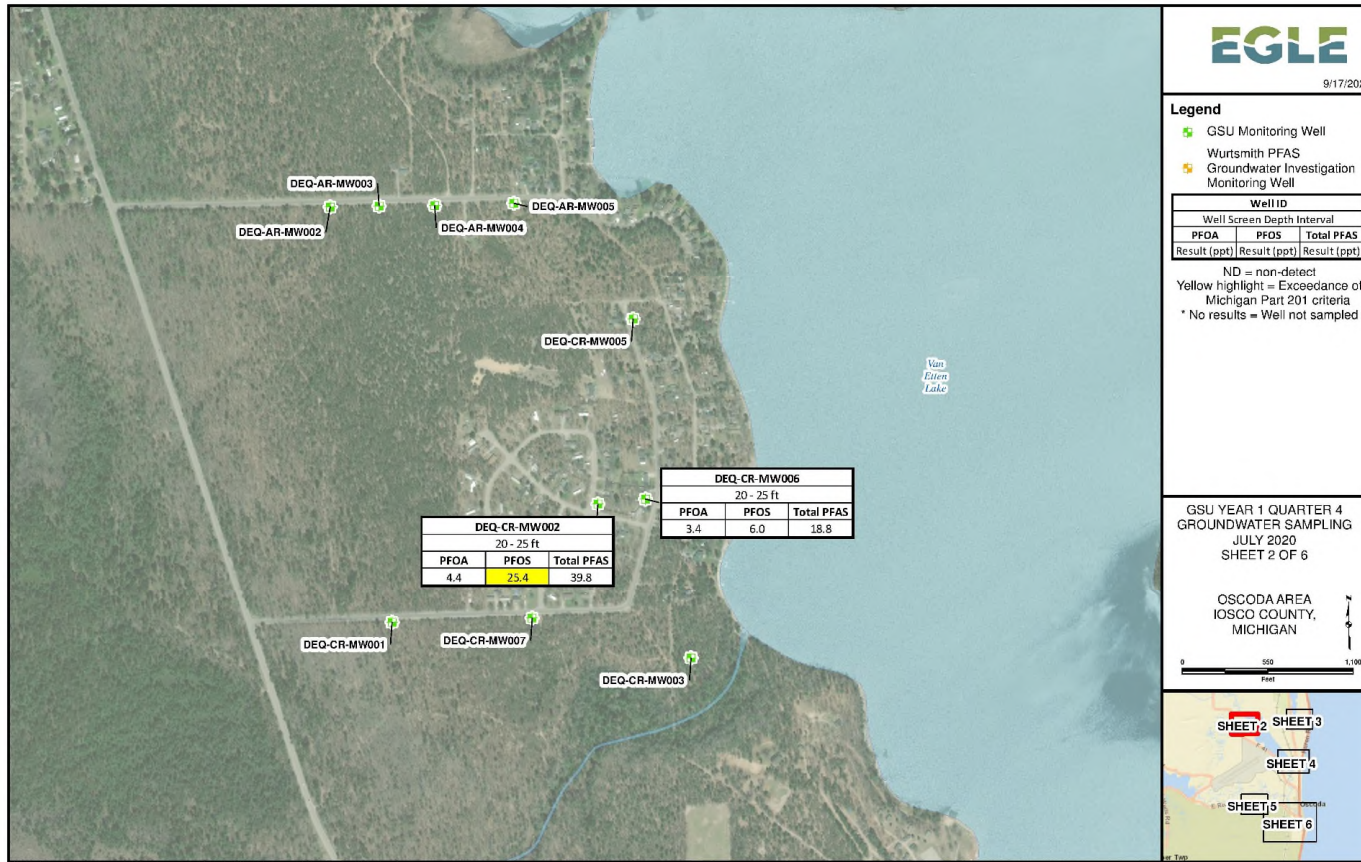 DEQ-AR-MW003
DEQ-AR-MW002
DEQ-AR-MW004
DEQ-AR-MW005
DEQ-CR-MW005
Van
Etten
Lake
DEQ-CR-MW006
20 - 25 ft
PFOA PFOS Total PFAS
3.4 6.0 18.8
DEQ-CR-MW002
20 - 25 ft
PFOA PFOS Total PFAS
4.4 25.4 39.8
DEQ-CR-MW001
DEQ-CR-MW007
DEQ-CR-MW003
EGLE
9/17/202
Legend
GSU Monitoring Well
Wurtsmith PFAS
Groundwater Investigation
Monitoring Well
Well ID
Well Screen Depth Interval
PFOA PFOS Total PFAS
Result (ppt) Result (ppt) Result (ppt)
ND = non-detect
Yellow highlight = Exceedance of
Michigan Part 201 criteria
* No results = Well not sampled
GSU YEAR 1 QUARTER 4
GROUNDWATER SAMPLING
JULY 2020
SHEET 2 OF 6
OSCODA AREA
IOSCO COUNTY,
MICHIGAN
0 550 1,100
Feet
SHEET 2
SHEET 3
SHEET 4
SHEET 5
Oscoda
SHEET 6